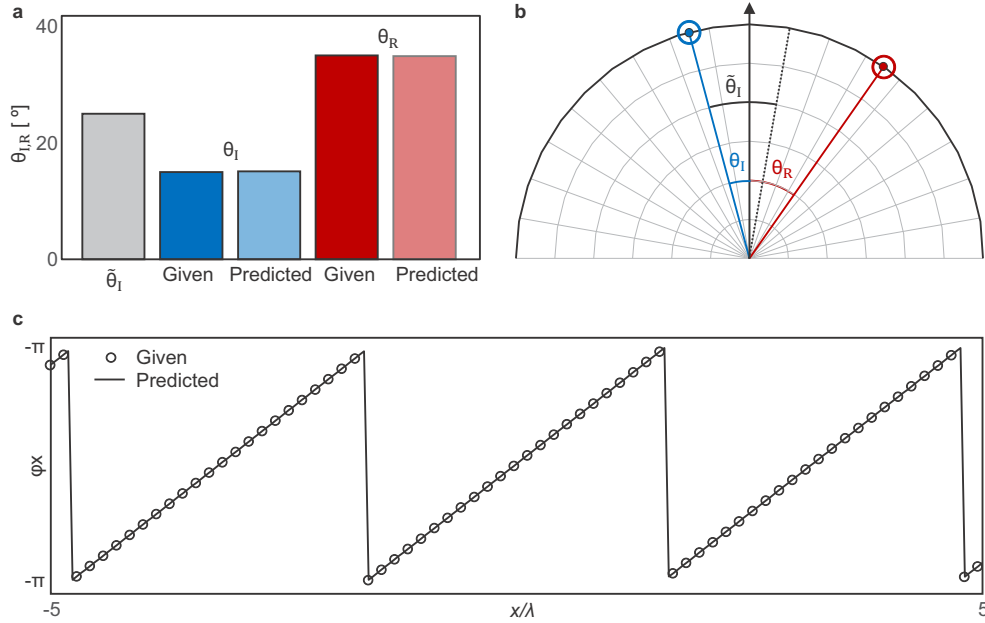 a
40
20
0
θI,R [ °]
θI
θR
θ̃I
Given
Predicted
Given
Predicted
b
θ̃I
θI
θR
c
-π
-π
φx
Given
Predicted
-5
x/λ
5